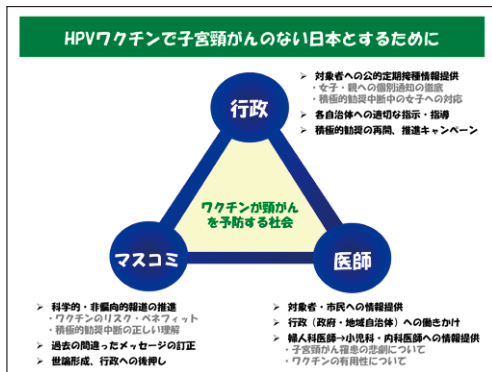 HPVワクチンで子宮頸がんのない日本とするために
行政
➤ 対象者への公的定期接種情報提供
・女子・親への個別通知の徹底
・積極的勧奨中断中の女子への対応
➤ 各自治体への適切な指示・指導
➤ 積極的勧奨の再開、推進キャンペーン
ワクチンが頸がん
を予防する社会
マスコミ
医師
➤ 科学的・非偏向的報道の推進
・ワクチンのリスク・ベネフィット
・積極的勧奨中断の正しい理解
➤ 過去の間違ったメッセージの訂正
➤ 世論形成、行政への後押し
➤ 対象者・市民への情報提供
➤ 行政（政府・地域自治体）への働きかけ
➤ 婦人科医師→小児科・内科医師への情報提供
・子宮頸がん罹患の悲劇について
・ワクチンの有用性について